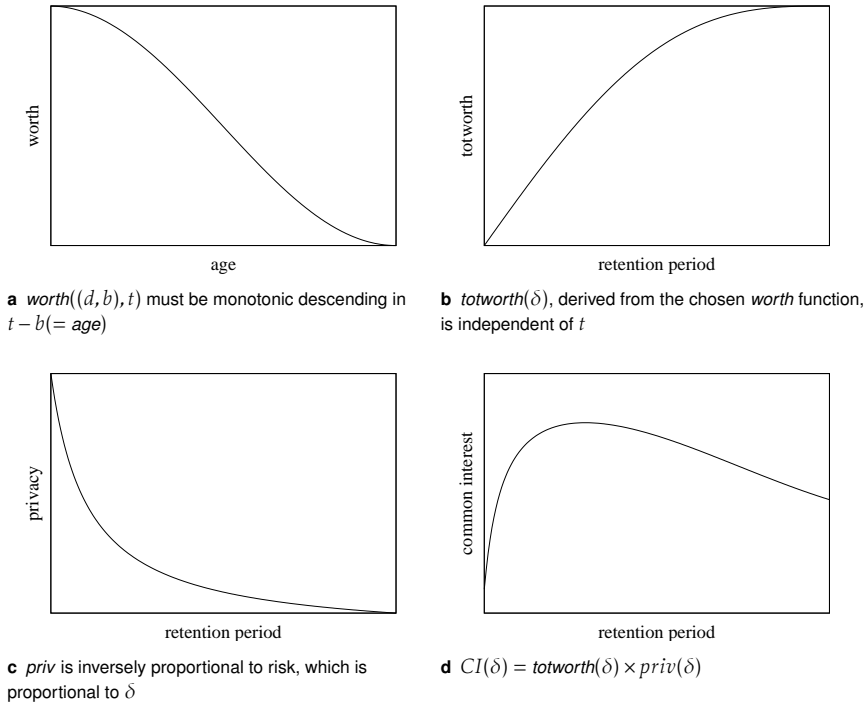 worth
age
a worth((d, b), t) must be monotonic descending in
t − b(= age)
totworth
retention period
b totworth(δ), derived from the chosen worth function,
is independent of t
privacy
retention period
c priv is inversely proportional to risk, which is
proportional to δ
common interest
retention period
d CI(δ) = totworth(δ) × priv(δ)